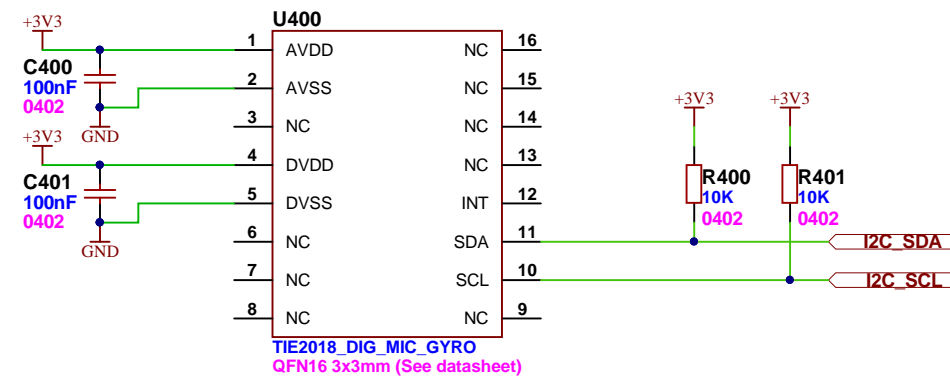 U400
+3V3
1 AVDD NC 16
C400
100nF
0402
2 AVSS NC 15
GND
3 NC NC 14
+3V3
4 DVDD NC 13
C401
100nF
0402
5 DVSS INT 12
GND
6 NC SDA 11
7 NC SCL 10
8 NC NC 9
TIE2018_DIG_MIC_GYRO
QFN16 3x3mm (See datasheet)
+3V3 +3V3
R400 R401
10K 10K
0402 0402
I2C_SDA
I2C_SCL